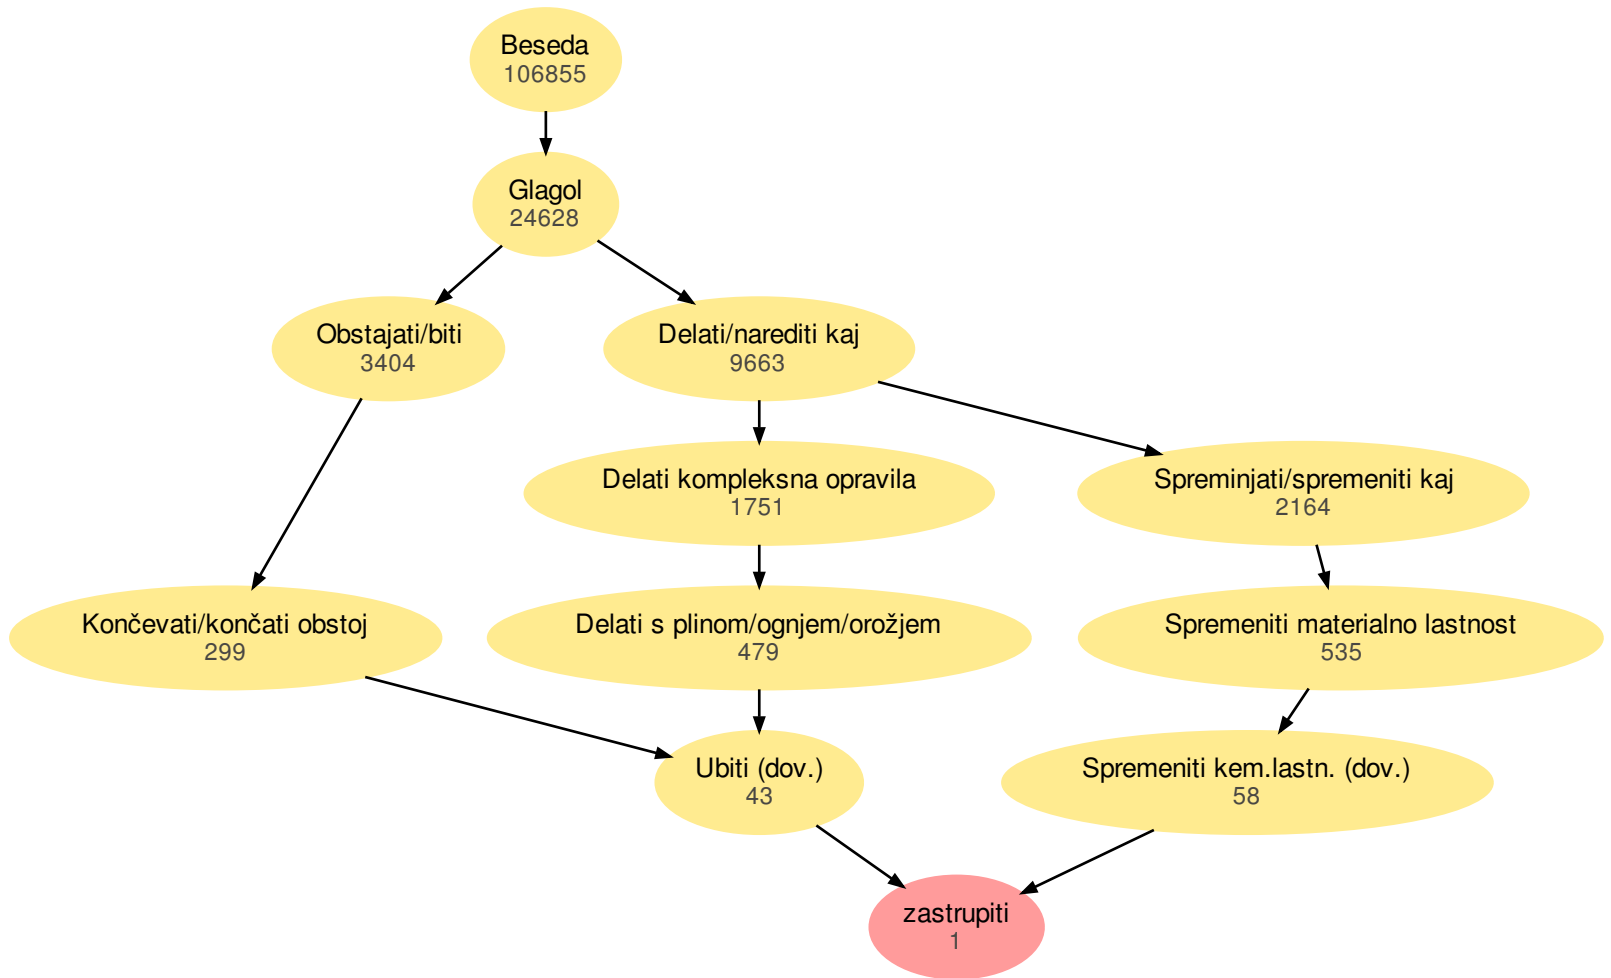 Beseda
106855
Glagol
24628
Obstajati/biti
3404
Delati/narediti kaj
9663
Delati kompleksna opravila
1751
Spreminjati/spremeniti kaj
2164
Končevati/končati obstoj
299
Delati s plinom/ognjem/orožjem
479
Spremeniti materialno lastnost
535
Ubiti (dov.)
43
Spremeniti kem.lastn. (dov.)
58
zastrupiti
1